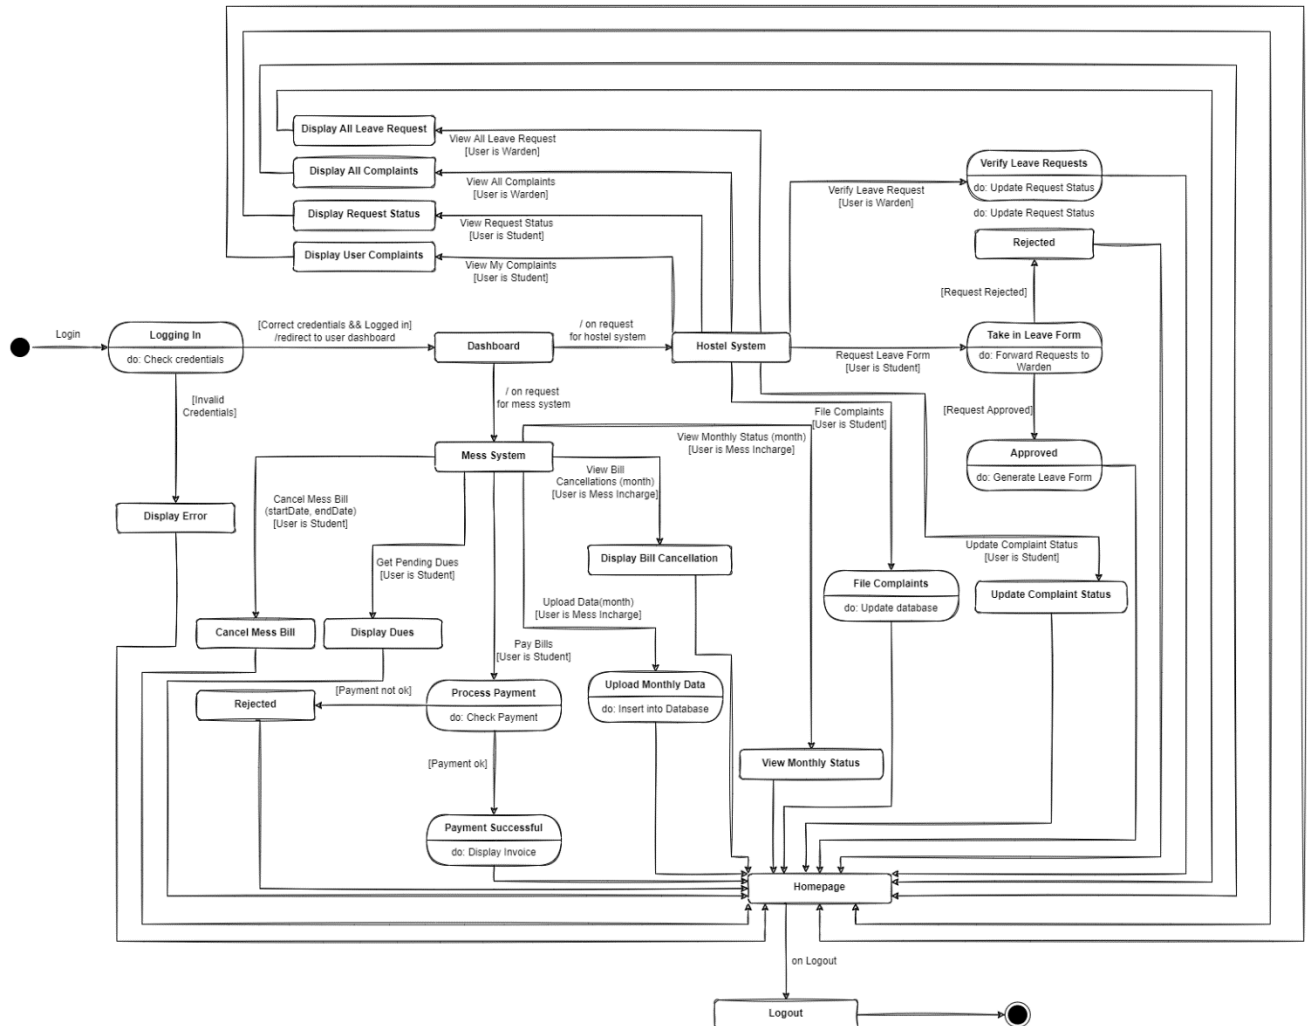 Display All Leave Request
View All Leave Request
[User is Warden]
Display All Complaints
View All Complaints
[User is Warden]
Display Request Status
View Request Status
[User is Student]
Display User Complaints
View My Complaints
[User is Student]
Verify Leave Request
[User is Warden]
Verify Leave Requests
do: Update Request Status
do: Update Request Status
Rejected
[Request Rejected]
Login
Logging In
do: Check credentials
[Correct credentials && Logged in]
/redirect to user dashboard
Dashboard
/ on request
for hostel system
Hostel System
Request Leave Form
[User is Student]
Take in Leave Form
do: Forward Requests to
Warden
[Invalid
Credentials]
/ on request
for mess system
File Complaints
[User is Student]
[Request Approved]
Mess System
View Monthly Status (month)
[User is Mess Incharge]
Approved
do: Generate Leave Form
View Bill
Cancellations (month)
[User is Mess Incharge]
Cancel Mess Bill
(startDate, endDate)
[User is Student]
Display Error
Get Pending Dues
[User is Student]
Display Bill Cancellation
Update Complaint Status
[User is Student]
File Complaints
do: Update database
Update Complaint Status
Upload Data(month)
[User is Mess Incharge]
Cancel Mess Bill
Display Dues
Pay Bills
[User is Student]
[Payment not ok]
Rejected
Process Payment
do: Check Payment
Upload Monthly Data
do: Insert into Database
[Payment ok]
View Monthly Status
Payment Successful
do: Display Invoice
Homepage
on Logout
Logout